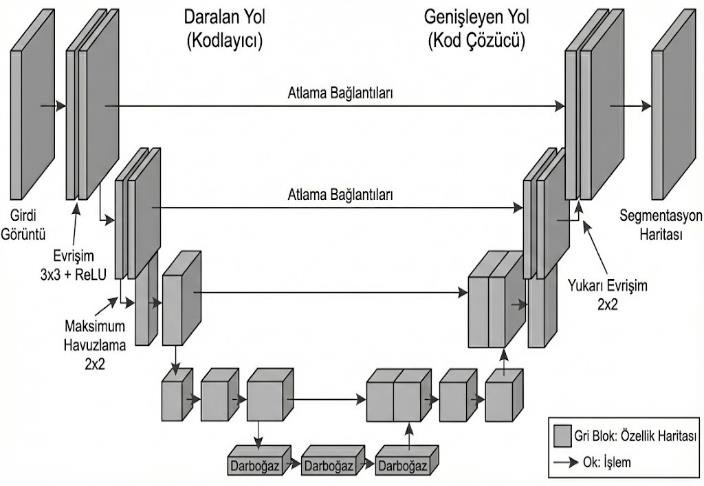 Daralan Yol
(Kodlayıcı)
Genişleyen Yol
(Kod Çözücü)
Atlama Bağlantıları
Atlama Bağlantıları
Girdi
Görüntü
Evrişim
3x3 + ReLU
Maksimum
Havuzlama
2x2
Segmentasyon
Haritası
Yukarı Evrişim
2x2
Darboğaz
Darboğaz
Darboğaz
Gri Blok: Özellik Haritası
Ok: İşlem